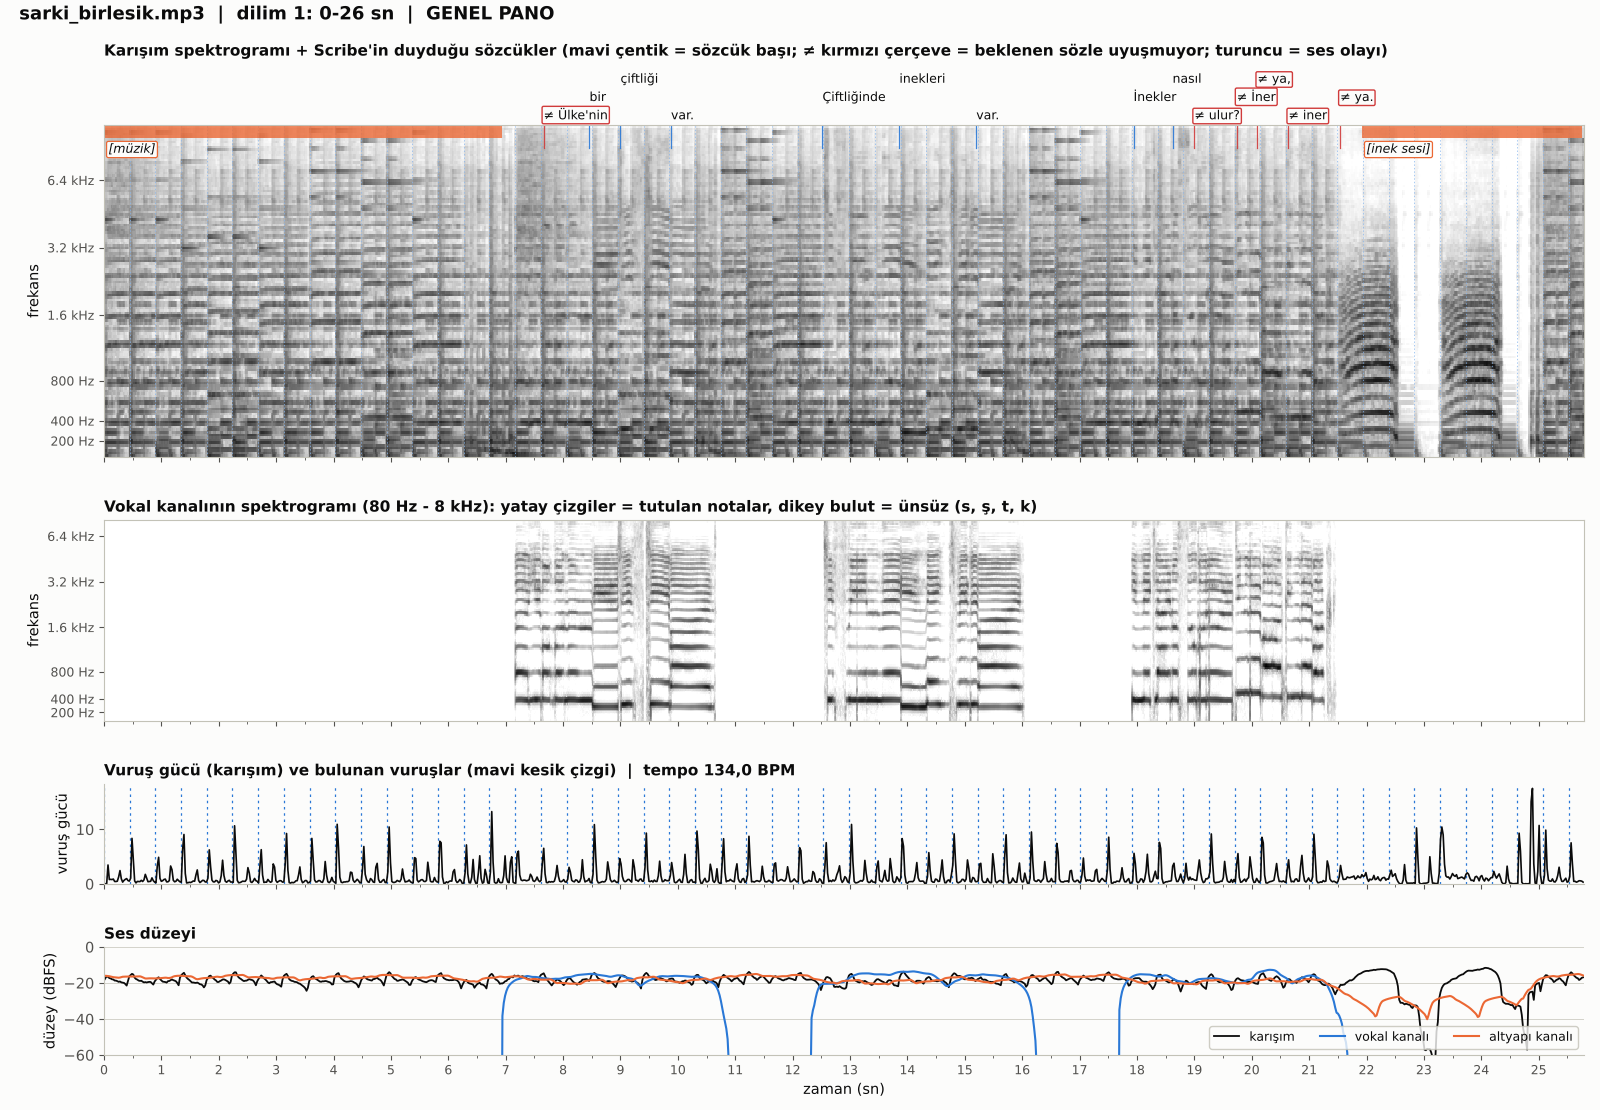 sarki_birlesik.mp3 | dilim 1: 0-26 sn | GENEL PANO
Karışım spektrogramı + Scribe'in duyduğu sözcükler (mavi çentik = sözcük başı; ≠ kırmızı çerçeve = beklenen sözle uyuşmuyor; turuncu = ses olayı)
çiftliği inekleri nasıl ≠ ya,
bir Çiftliğinde İnekler ≠ İner ≠ ya.
≠ Ülke'nin var. var. ≠ ulur? ≠ iner
[müzik] [inek sesi]
6.4 kHz
3.2 kHz
1.6 kHz
800 Hz
400 Hz
200 Hz
frekans
Vokal kanalının spektrogramı (80 Hz - 8 kHz): yatay çizgiler = tutulan notalar, dikey bulut = ünsüz (s, ş, t, k)
6.4 kHz
3.2 kHz
1.6 kHz
800 Hz
400 Hz
200 Hz
frekans
Vuruş gücü (karışım) ve bulunan vuruşlar (mavi kesik çizgi) | tempo 134,0 BPM
10
0
vuruş gücü
Ses düzeyi
0
−20
−40
−60
düzey (dBFS)
karışım vokal kanalı altyapı kanalı
0 1 2 3 4 5 6 7 8 9 10 11 12 13 14 15 16 17 18 19 20 21 22 23 24 25
zaman (sn)